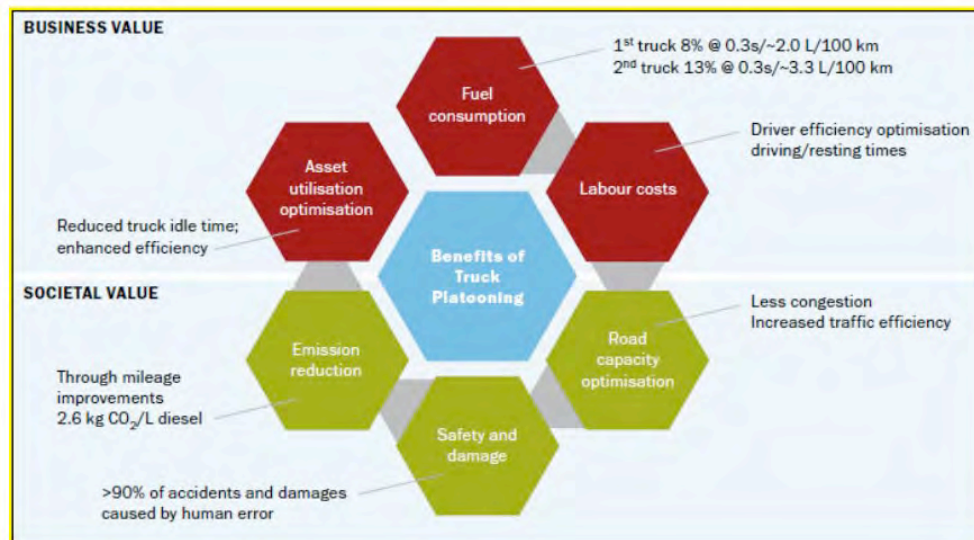 BUSINESS VALUE
1st truck 8% @ 0.3s/~2.0 L/100 km
2nd truck 13% @ 0.3s/~3.3 L/100 km
Fuel
consumption
Driver efficiency optimisation
driving/resting times
Labour costs
Asset
utilisation
optimisation
Reduced truck idle time;
enhanced efficiency
Benefits of
Truck
Platooning
SOCIETAL VALUE
Less congestion
Increased traffic efficiency
Road
capacity
optimisation
Emission
reduction
Through mileage
improvements
2.6 kg CO2/L diesel
Safety and
damage
>90% of accidents and damages
caused by human error